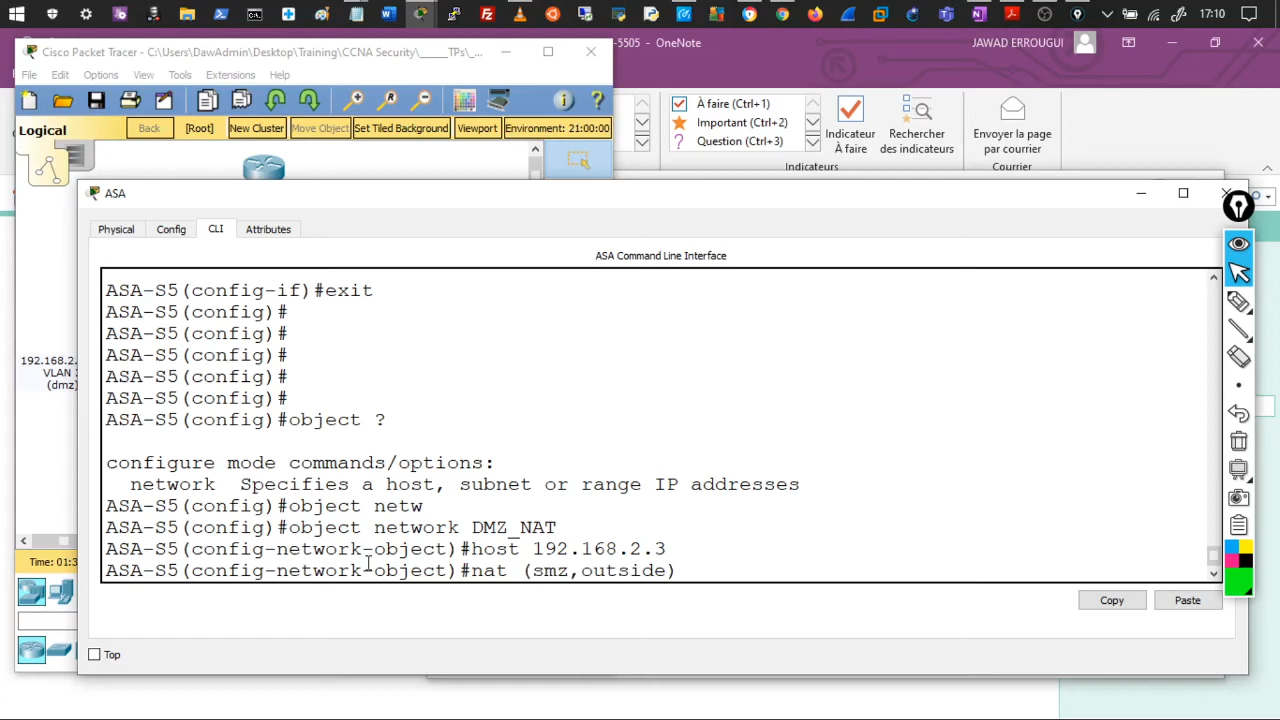 17:10
Cisco Packet Tracer - C:\Users\DawAdmin\Desktop\Training\CCNA Security\_____TPs\_...
-5505 - OneNote
JAWAD ERROUGUI
File Edit Options View Tools Extensions Help
À faire (Ctrl+1)
Important (Ctrl+2)
Question (Ctrl+3)
Indicateur
À faire
Rechercher
des indicateurs
Envoyer la page
par courrier
Indicateurs
Courrier
Logical
Back
[Root]
New Cluster
Move Object
Set Tiled Background
Viewport
Environment: 21:00:00
192.168.2.
VLAN
(dmz)
Time: 01:3
ASA
Physical Config CLI Attributes
ASA Command Line Interface
ASA-S5(config-if)#exit
ASA-S5(config)#
ASA-S5(config)#
ASA-S5(config)#
ASA-S5(config)#
ASA-S5(config)#
ASA-S5(config)#object ?
configure mode commands/options:
network Specifies a host, subnet or range IP addresses
ASA-S5(config)#object netw
ASA-S5(config)#object network DMZ_NAT
ASA-S5(config-network-object)#host 192.168.2.3
ASA-S5(config-network-object)#nat (smz,outside)
Copy
Paste
Top